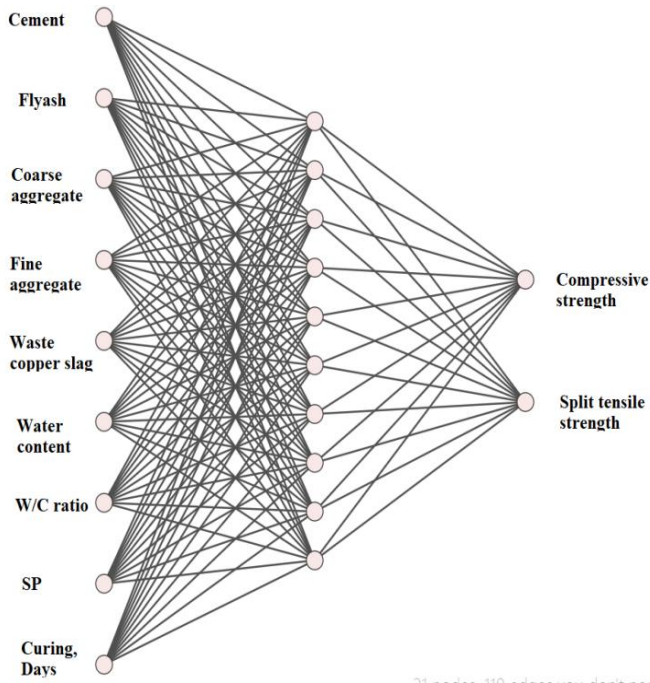 Cement
Flyash
Coarse
aggregate
Fine
aggregate
Waste
copper slag
Water
content
W/C ratio
SP
Curing,
Days
Compressive
strength
Split tensile
strength